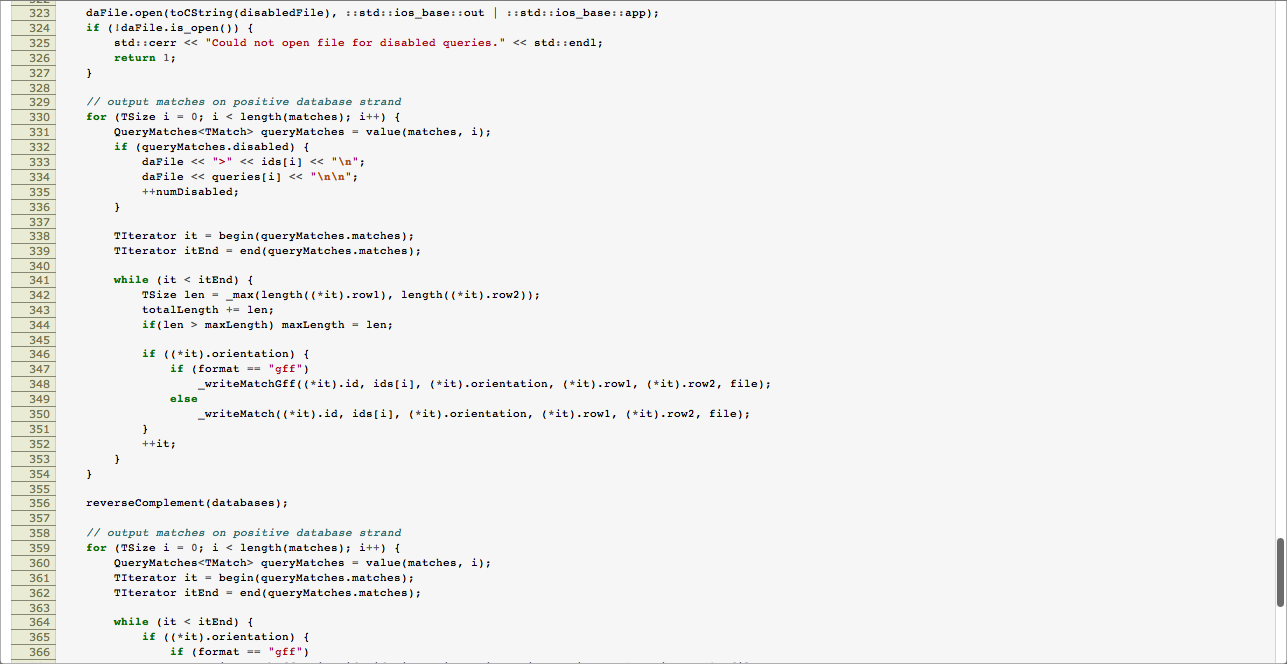 323 daFile.open(toCString(disabledFile), ::std::ios_base::out | ::std::ios_base::app);
324 if (!daFile.is_open()) {
325 std::cerr << "Could not open file for disabled queries." << std::endl;
326 return 1;
327 }
328
329 // output matches on positive database strand
330 for (TSize i = 0; i < length(matches); i++) {
331 QueryMatches<TMatch> queryMatches = value(matches, i);
332 if (queryMatches.disabled) {
333 daFile << ">" << ids[i] << "\n";
334 daFile << queries[i] << "\n\n";
335 ++numDisabled;
336 }
337
338 TIterator it = begin(queryMatches.matches);
339 TIterator itEnd = end(queryMatches.matches);
340
341 while (it < itEnd) {
342 TSize len = _max(length((*it).row1), length((*it).row2));
343 totalLength += len;
344 if(len > maxLength) maxLength = len;
345
346 if ((*it).orientation) {
347 if (format == "gff")
348 _writeMatchGff((*it).id, ids[i], (*it).orientation, (*it).row1, (*it).row2, file);
349 else
350 _writeMatch((*it).id, ids[i], (*it).orientation, (*it).row1, (*it).row2, file);
351 }
352 ++it;
353 }
354 }
355
356 reverseComplement(databases);
357
358 // output matches on positive database strand
359 for (TSize i = 0; i < length(matches); i++) {
360 QueryMatches<TMatch> queryMatches = value(matches, i);
361 TIterator it = begin(queryMatches.matches);
362 TIterator itEnd = end(queryMatches.matches);
363
364 while (it < itEnd) {
365 if ((*it).orientation) {
366 if (format == "gff")